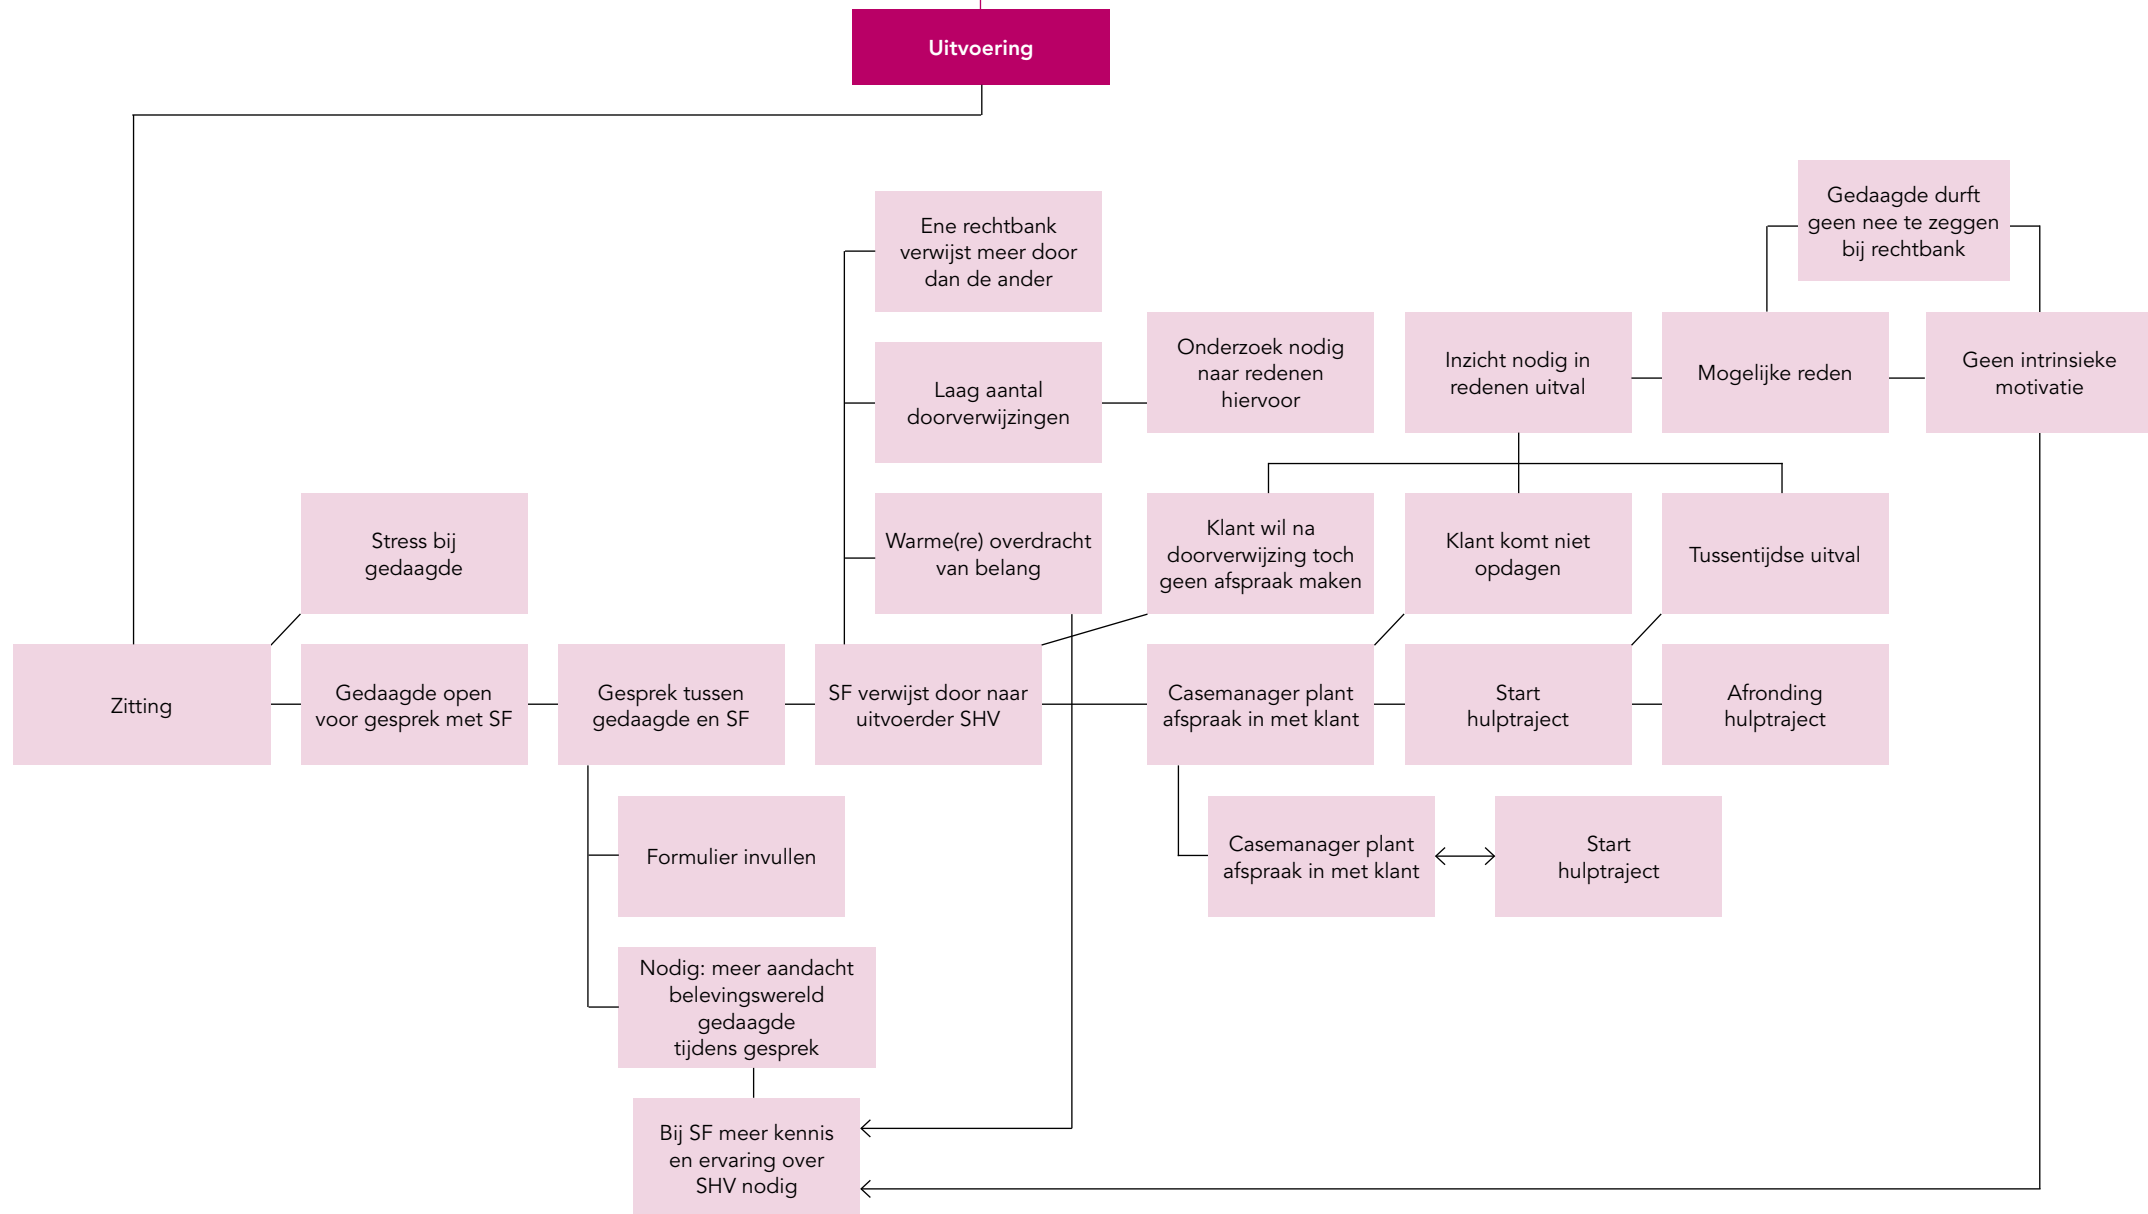 Uitvoering
Gedaagde durft
geen nee te zeggen
bij rechtbank
Ene rechtbank
verwijst meer door
dan de ander
Laag aantal
doorverwijzingen
Onderzoek nodig
naar redenen
hiervoor
Inzicht nodig in
redenen uitval
Mogelijke reden
Geen intrinsieke
motivatie
Stress bij
gedaagde
Warme(re) overdracht
van belang
Klant wil na
doorverwijzing toch
geen afspraak maken
Klant komt niet
opdagen
Tussentijdse uitval
Zitting
Gedaagde open
voor gesprek met SF
Gesprek tussen
gedaagde en SF
SF verwijst door naar
uitvoerder SHV
Casemanager plant
afspraak in met klant
Start
hulptraject
Afronding
hulptraject
Formulier invullen
Casemanager plant
afspraak in met klant
Start
hulptraject
Nodig: meer aandacht
belevingswereld
gedaagde
tijdens gesprek
Bij SF meer kennis
en ervaring over
SHV nodig